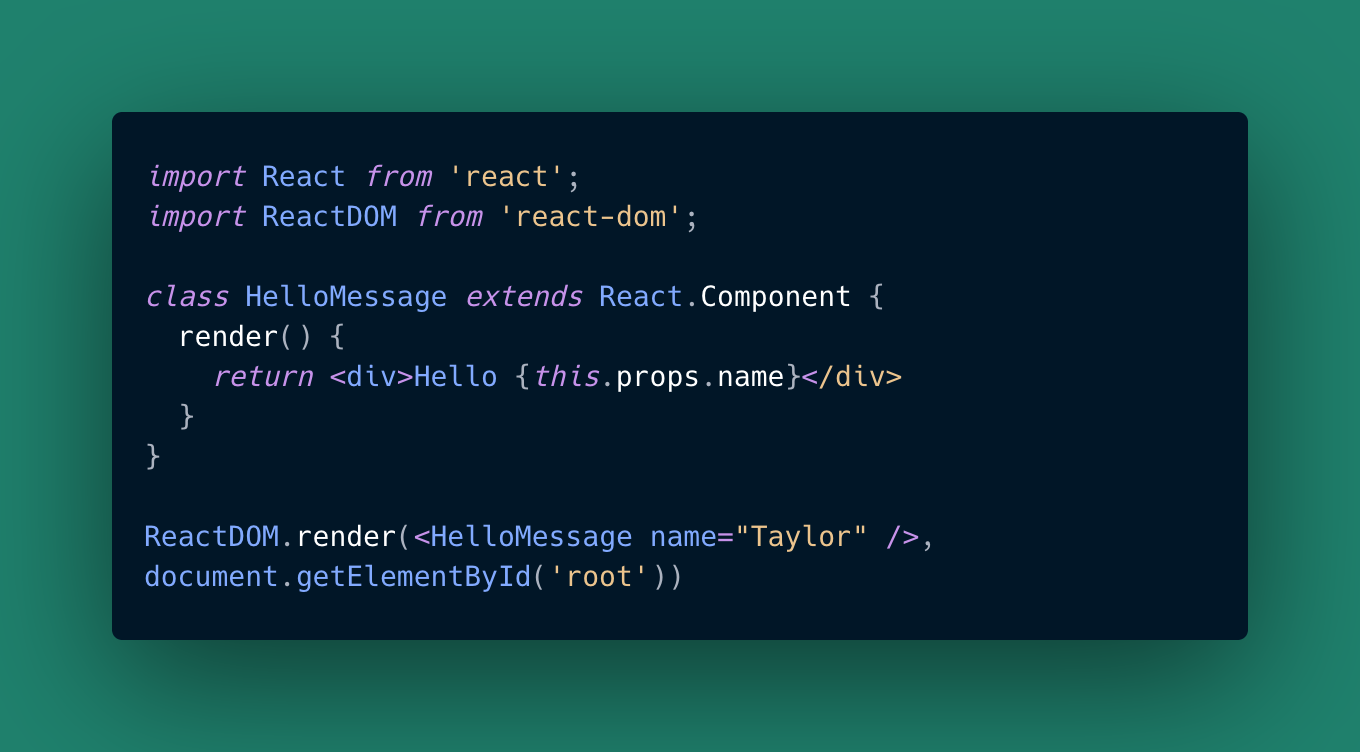 import React from 'react';
import ReactDOM from 'react-dom';

class HelloMessage extends React.Component {
  render() {
    return <div>Hello {this.props.name}</div>
  }
}

ReactDOM.render(<HelloMessage name="Taylor" />,
document.getElementById('root'))